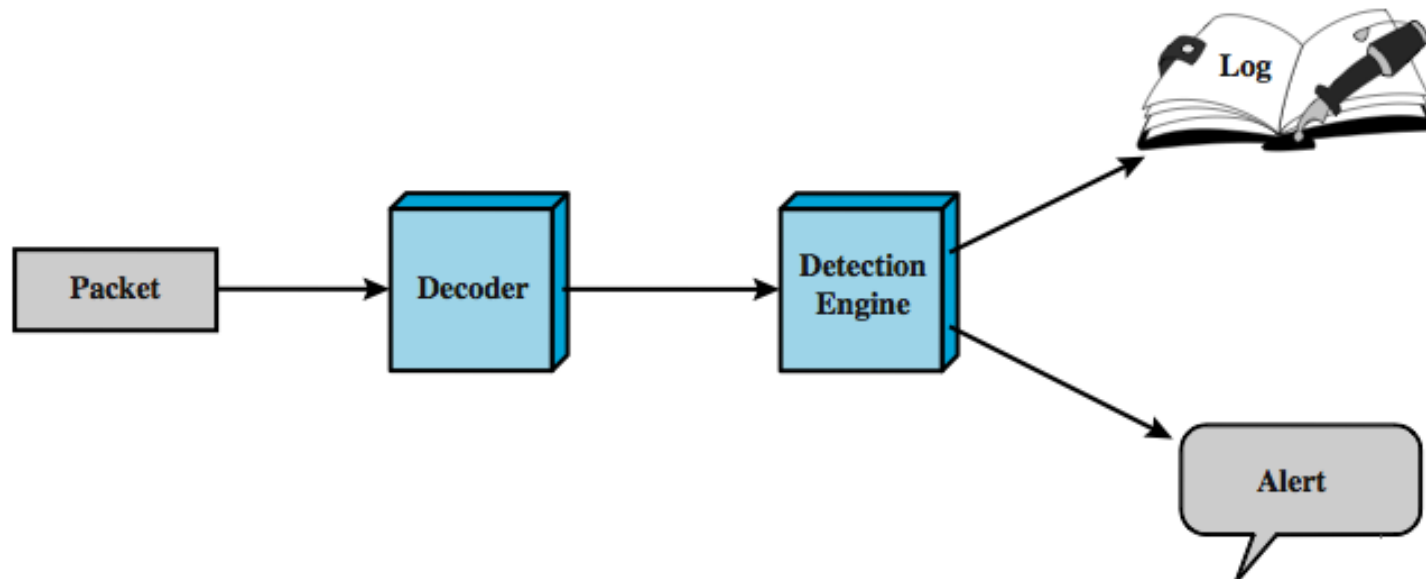 Log
Packet
Decoder
Detection
Engine
Alert